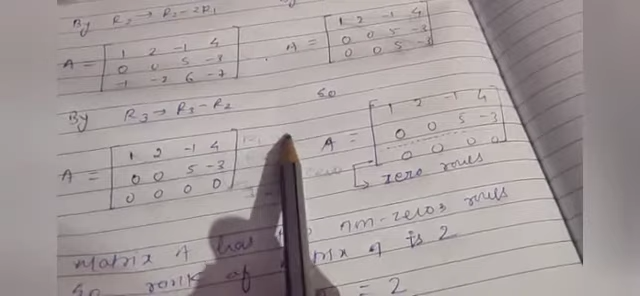 By R2 → R2-2R1 By
A = [ 1 2 -1 4
0 0 5 -3
-1 -2 6 -7 ]
A = [ 1 2 -1 4
0 0 5 -3
0 0 5 -3 ]
By R3 → R3 - R2
A = [ 1 2 -1 4
0 0 5 -3
0 0 0 0 ]
so
A = [ 1 2 -1 4
0 0 5 -3
0 0 0 0 ]
zero rows
matrix A has non-zeros rows
So rank of A is 2
= 2